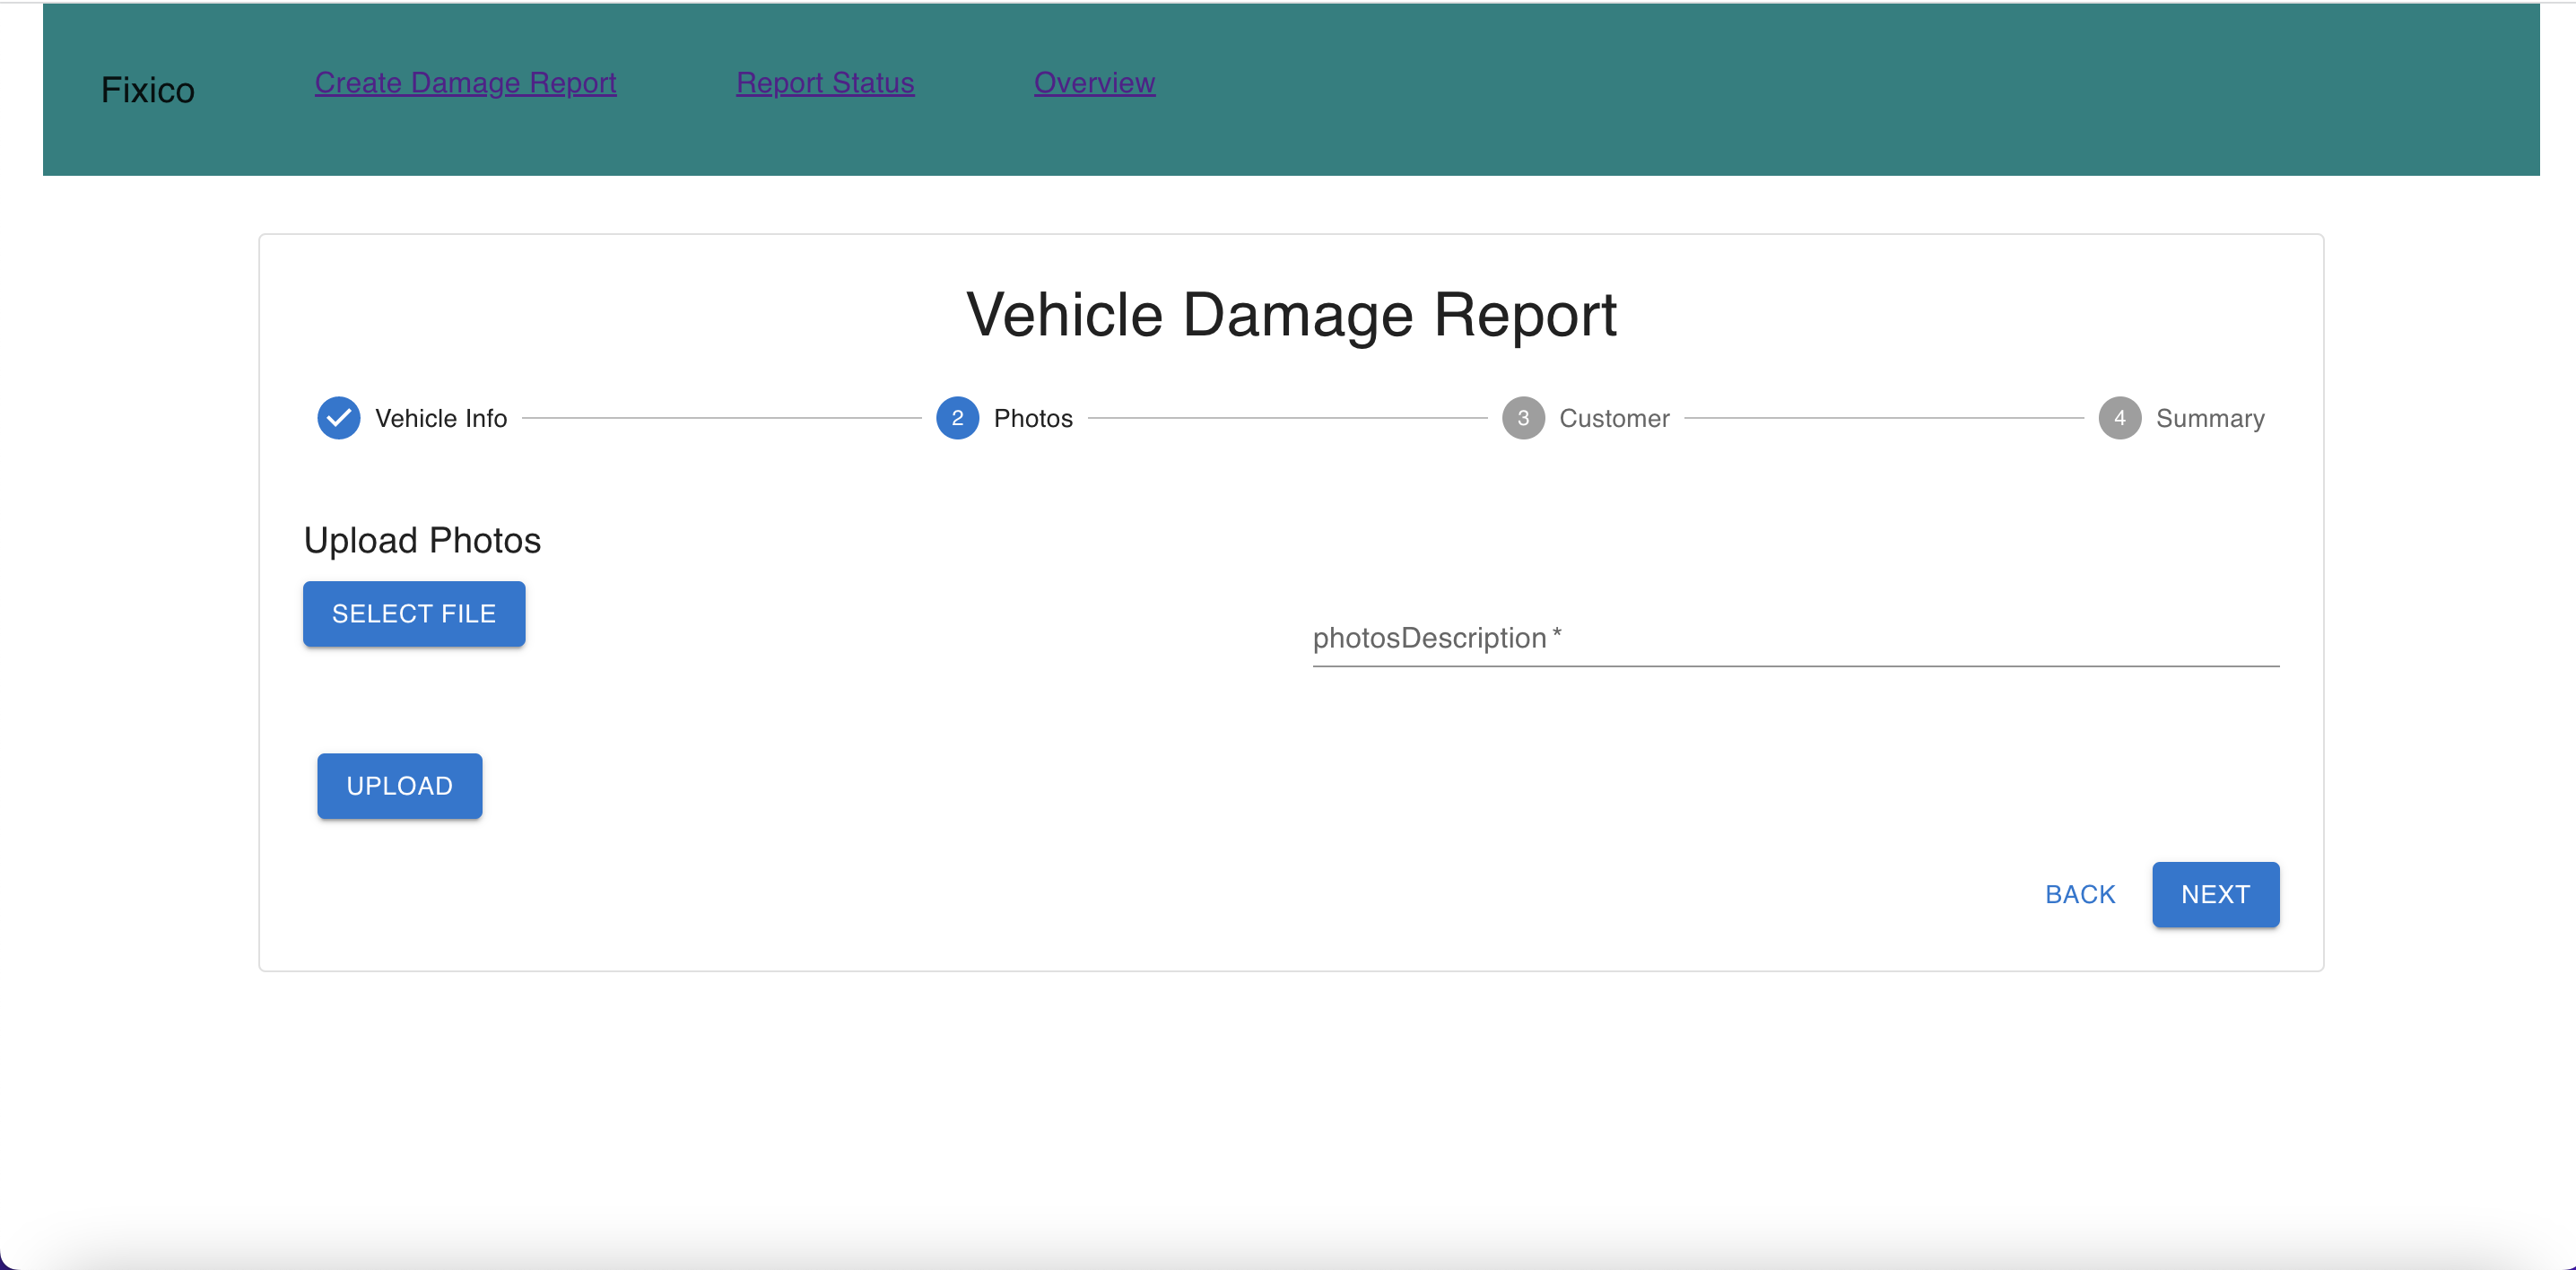 Fixico Create Damage Report Report Status Overview
Vehicle Damage Report
Vehicle Info 2 Photos 3 Customer 4 Summary
Upload Photos
SELECT FILE
photosDescription *
UPLOAD
BACK NEXT